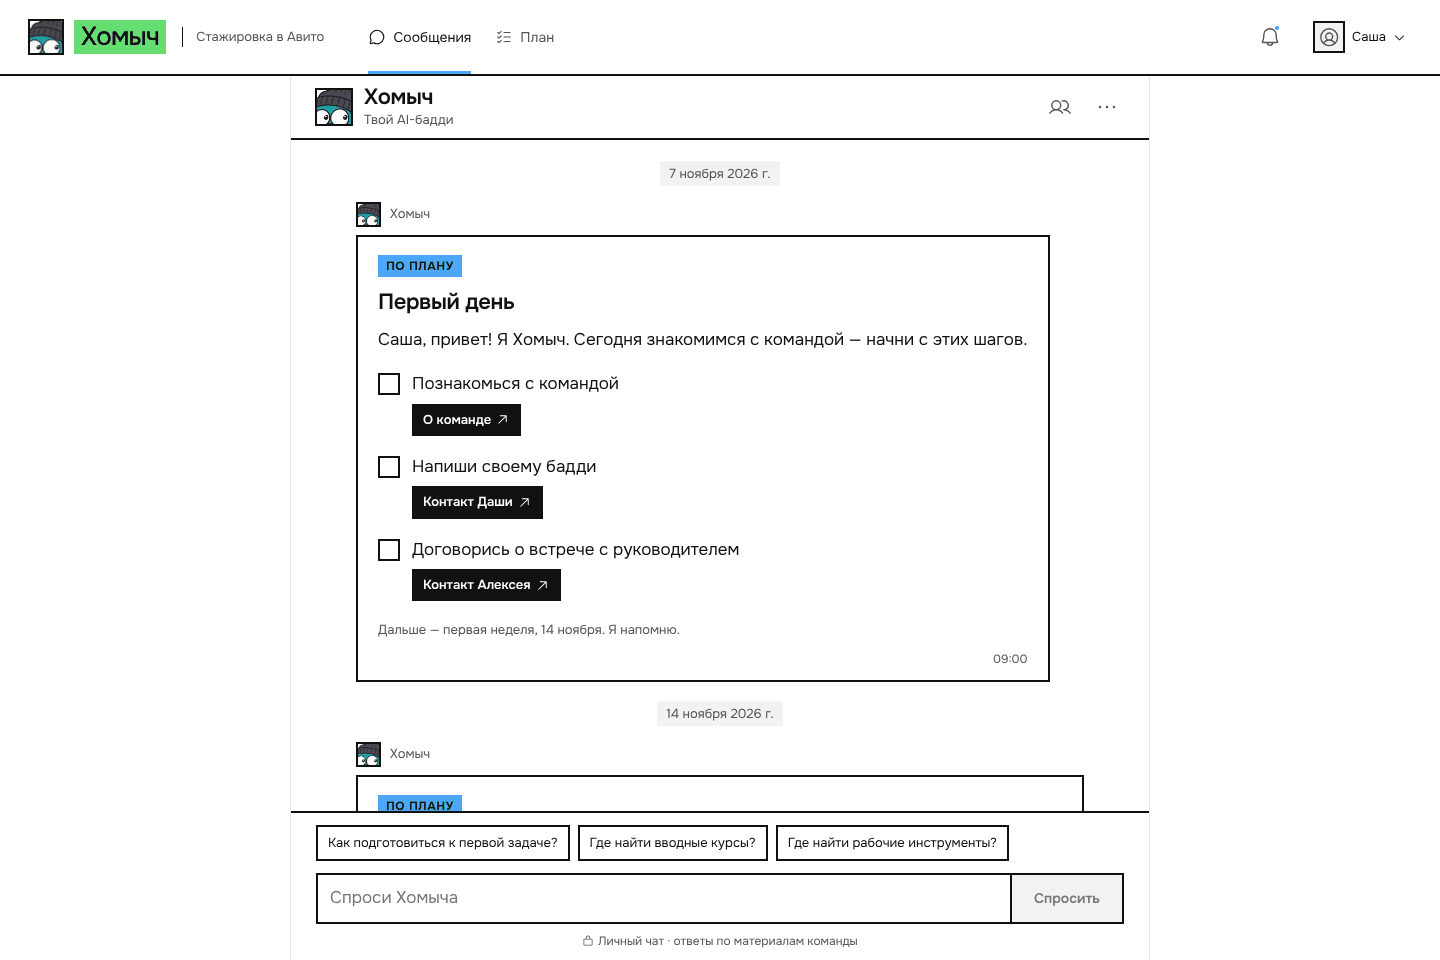 Хомыч
Стажировка в Авито
Сообщения
План
Саша
Хомыч
Твой AI-бадди
7 ноября 2026 г.
Хомыч
ПО ПЛАНУ
Первый день
Саша, привет! Я Хомыч. Сегодня знакомимся с командой — начни с этих шагов.
Познакомься с командой
О команде
Напиши своему бадди
Контакт Даши
Договорись о встрече с руководителем
Контакт Алексея
Дальше — первая неделя, 14 ноября. Я напомню.
09:00
14 ноября 2026 г.
Хомыч
ПО ПЛАНУ
Как подготовиться к первой задаче?
Где найти вводные курсы?
Где найти рабочие инструменты?
Спроси Хомыча
Спросить
Личный чат · ответы по материалам команды